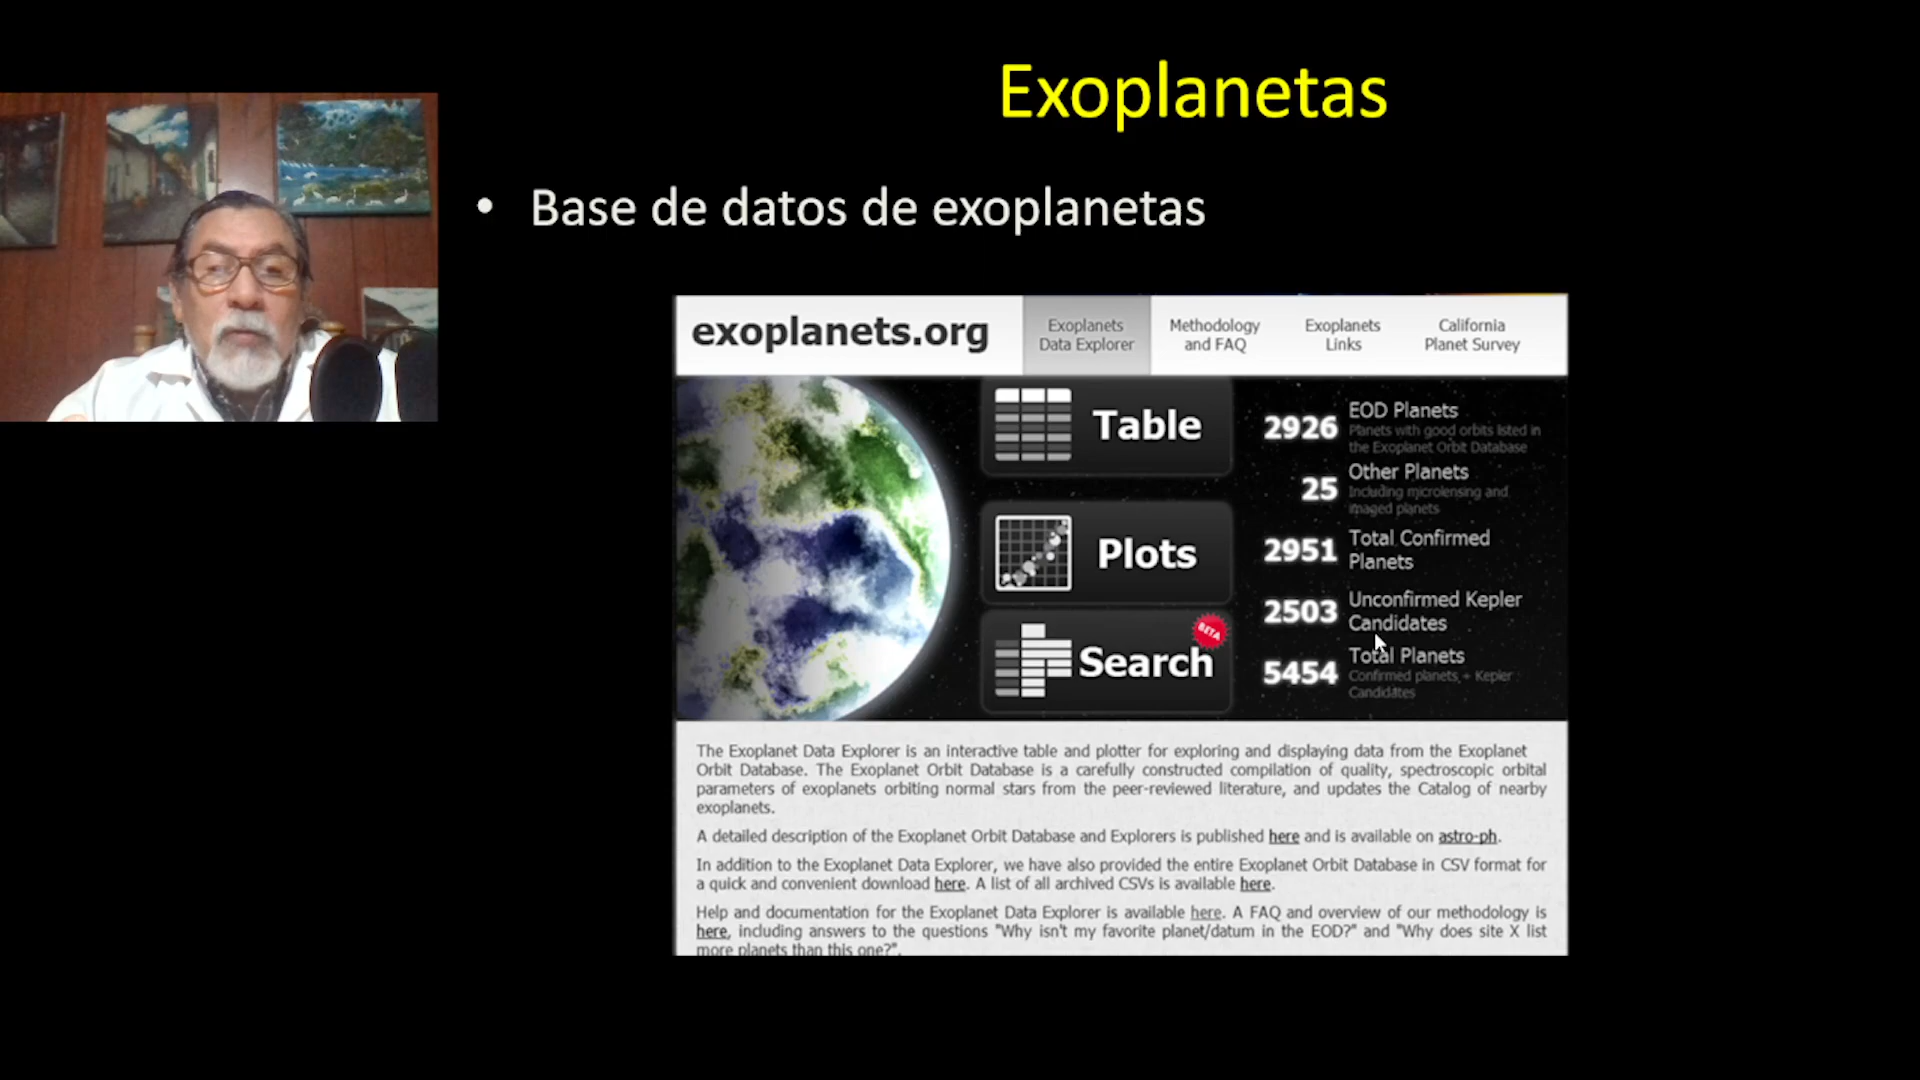 Exoplanetas
• Base de datos de exoplanetas
exoplanets.org
Exoplanets
Data Explorer
Methodology
and FAQ
Exoplanets
Links
California
Planet Survey
Table
Plots
Search
BETA
2926 EOD Planets
Planets with good orbits listed in
the Exoplanet Orbit Database
25 Other Planets
Including microlensing and
imaged planets
2951 Total Confirmed
Planets
2503 Unconfirmed Kepler
Candidates
5454 Total Planets
Confirmed planets + Kepler
Candidates
The Exoplanet Data Explorer is an interactive table and plotter for exploring and displaying data from the Exoplanet
Orbit Database. The Exoplanet Orbit Database is a carefully constructed compilation of quality, spectroscopic orbital
parameters of exoplanets orbiting normal stars from the peer-reviewed literature, and updates the Catalog of nearby
exoplanets.
A detailed description of the Exoplanet Orbit Database and Explorers is published here and is available on astro-ph.
In addition to the Exoplanet Data Explorer, we have also provided the entire Exoplanet Orbit Database in CSV format for
a quick and convenient download here. A list of all archived CSVs is available here.
Help and documentation for the Exoplanet Data Explorer is available here. A FAQ and overview of our methodology is
here, including answers to the questions "Why isn't my favorite planet/datum in the EOD?" and "Why does site X list
more planets than this one?".